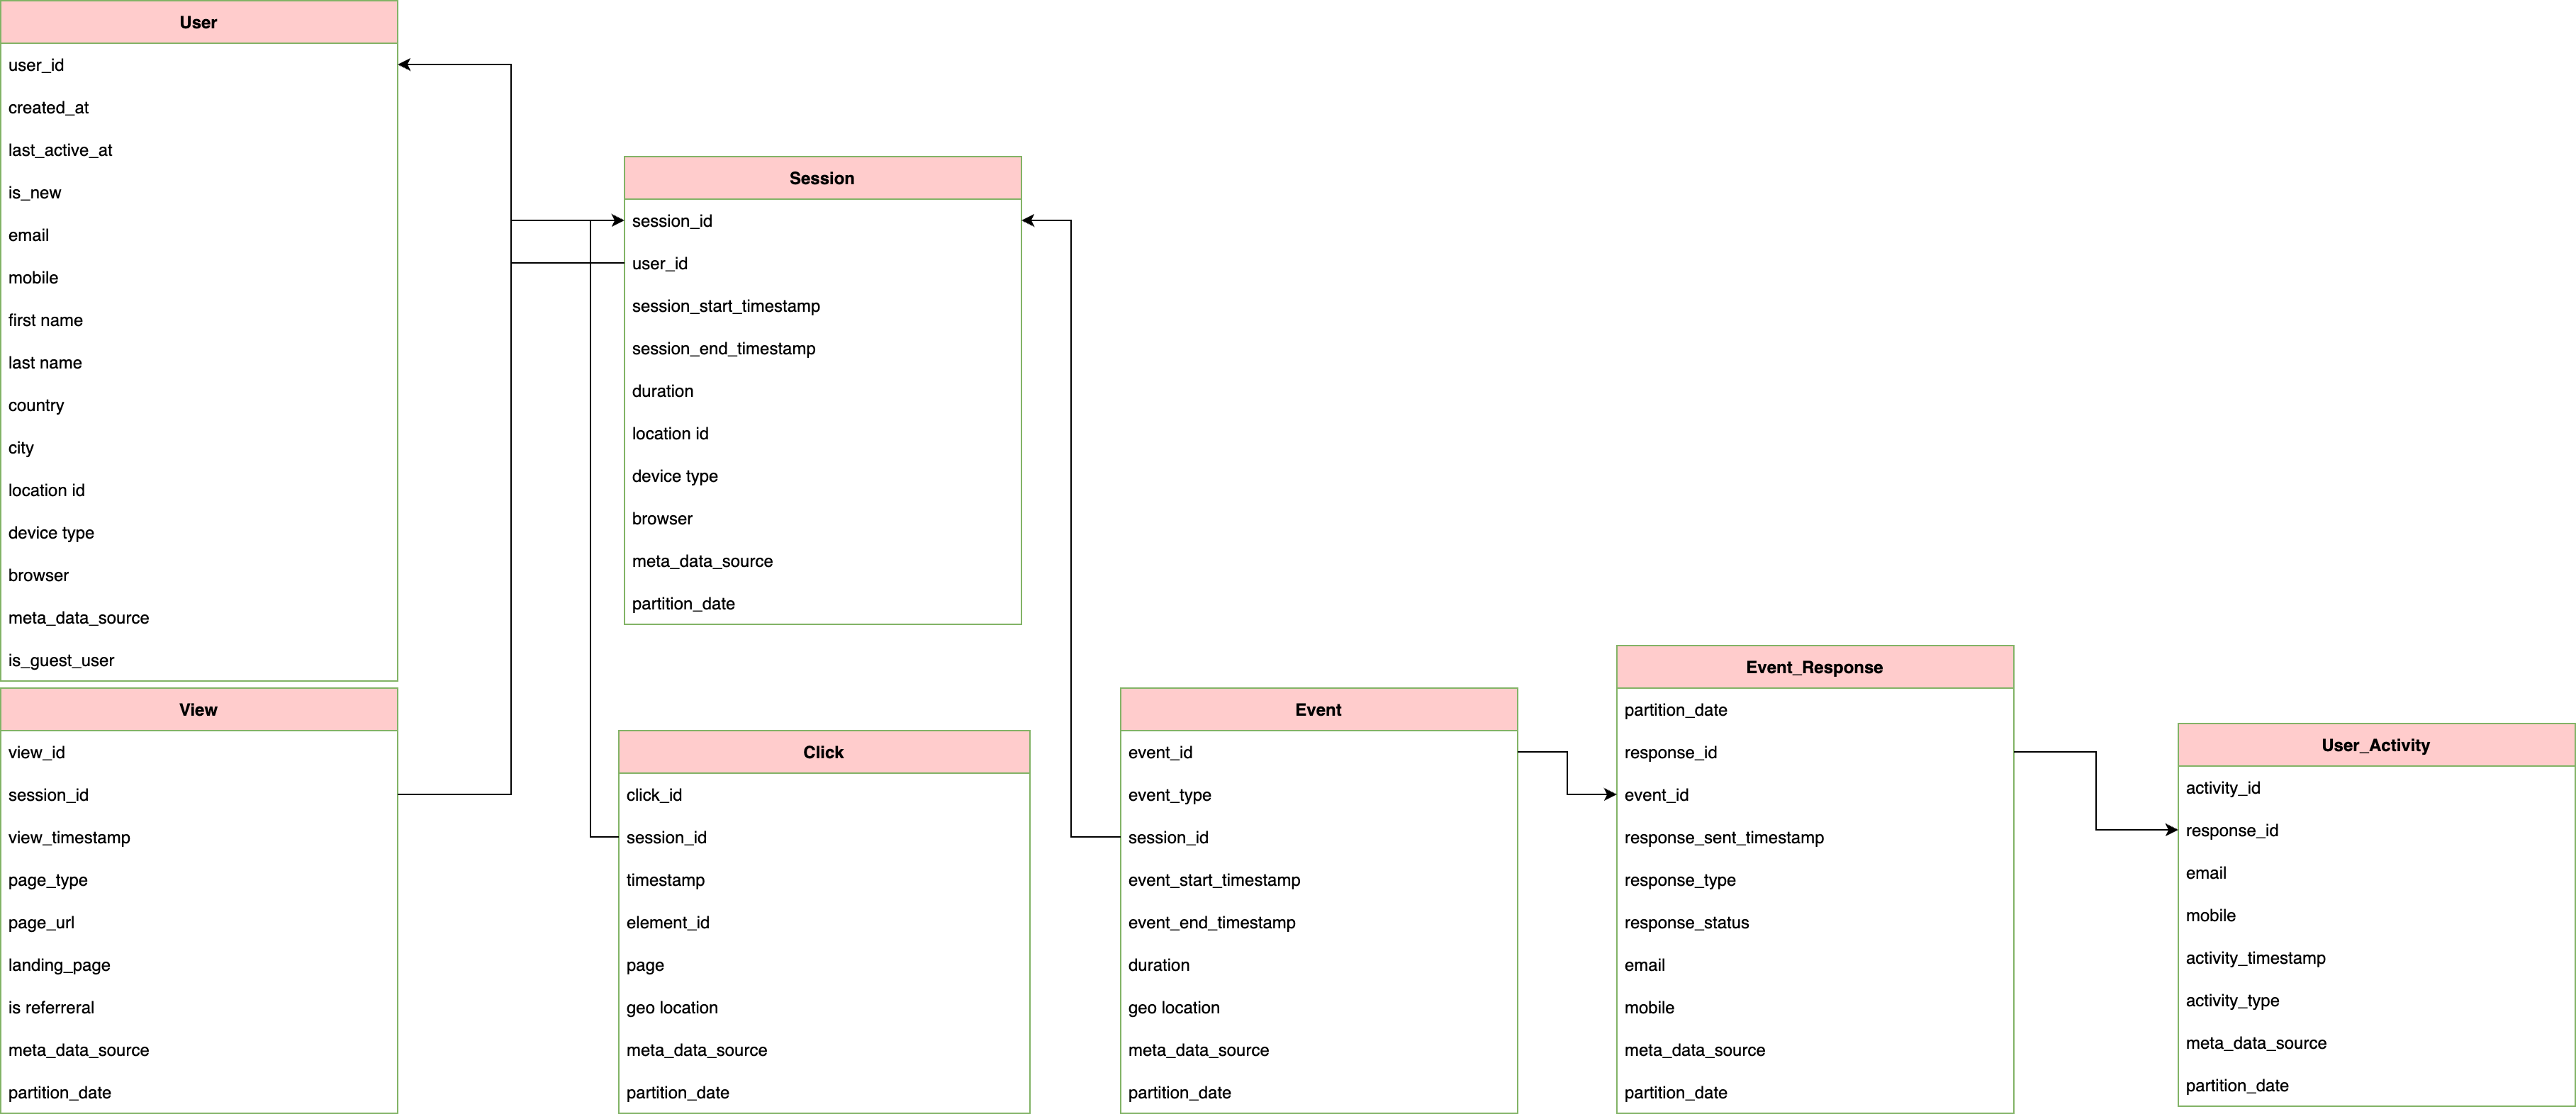 User
user_id
created_at
last_active_at
is_new
email
mobile
first name
last name
country
city
location id
device type
browser
meta_data_source
is_guest_user
Session
session_id
user_id
session_start_timestamp
session_end_timestamp
duration
location id
device type
browser
meta_data_source
partition_date
View
view_id
session_id
view_timestamp
page_type
page_url
landing_page
is referreral
meta_data_source
partition_date
Click
click_id
session_id
timestamp
element_id
page
geo location
meta_data_source
partition_date
Event
event_id
event_type
session_id
event_start_timestamp
event_end_timestamp
duration
geo location
meta_data_source
partition_date
Event_Response
partition_date
response_id
event_id
response_sent_timestamp
response_type
response_status
email
mobile
meta_data_source
partition_date
User_Activity
activity_id
response_id
email
mobile
activity_timestamp
activity_type
meta_data_source
partition_date